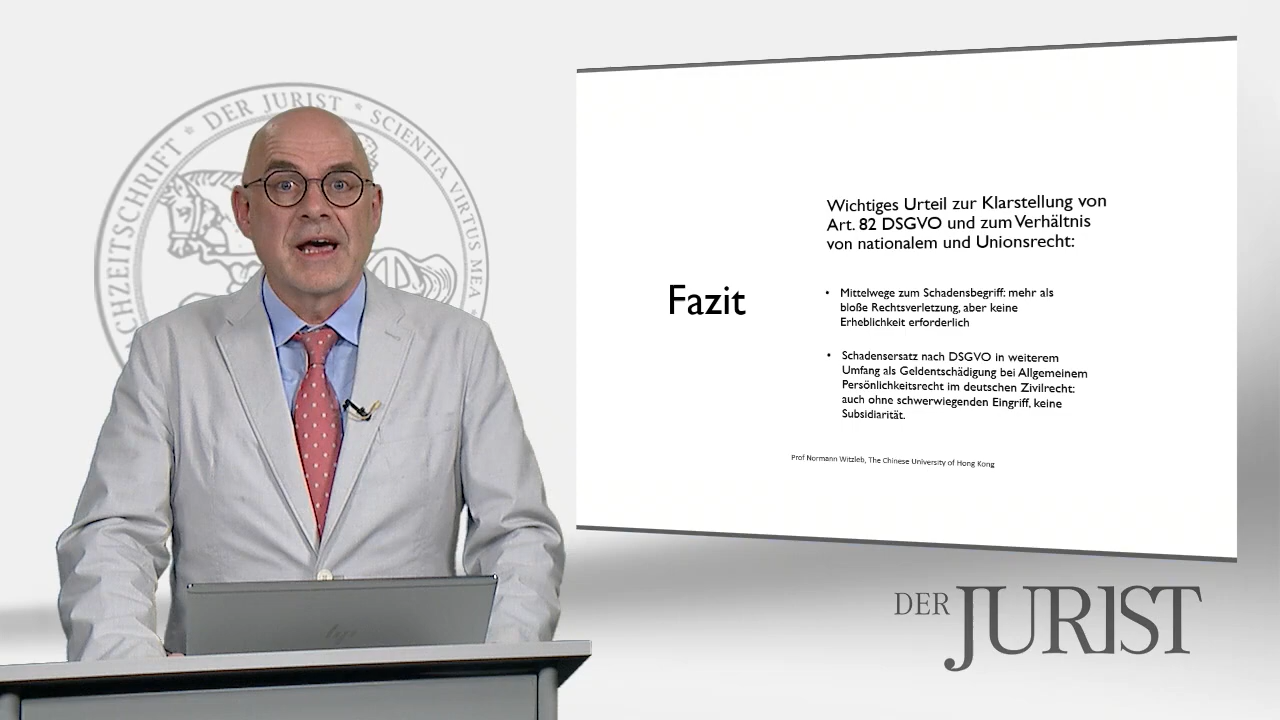 CHZEITSCHRIFT * DER JURIST * SCIENTIA VIRTUS MEA *
Fazit
Wichtiges Urteil zur Klarstellung von
Art. 82 DSGVO und zum Verhältnis
von nationalem und Unionsrecht:
• Mittelwege zum Schadensbegriff: mehr als
bloße Rechtsverletzung, aber keine
Erheblichkeit erforderlich
• Schadensersatz nach DSGVO in weiterem
Umfang als Geldentschädigung bei Allgemeinem
Persönlichkeitsrecht im deutschen Zivilrecht:
auch ohne schwerwiegenden Eingriff, keine
Subsidiarität.
Prof Normann Witzleb, The Chinese University of Hong Kong
hp
DER JURIST